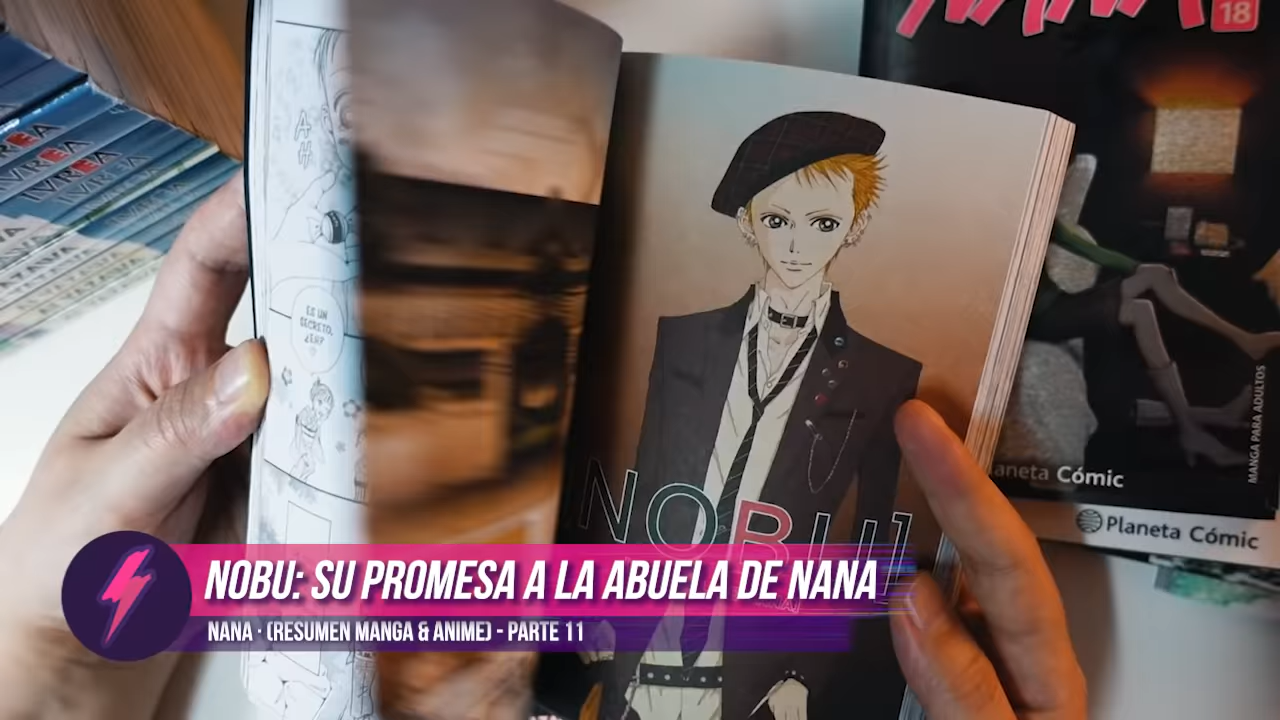 NANA
18
IVREA
IVREA
IVREA
AH
ES UN
SECRETO,
¿EH?
NOBU
MANGA PARA ADULTOS
Planeta Cómic
Planeta Cómic
NOBU: SU PROMESA A LA ABUELA DE NANA
NANA · (RESUMEN MANGA & ANIME) - PARTE 11